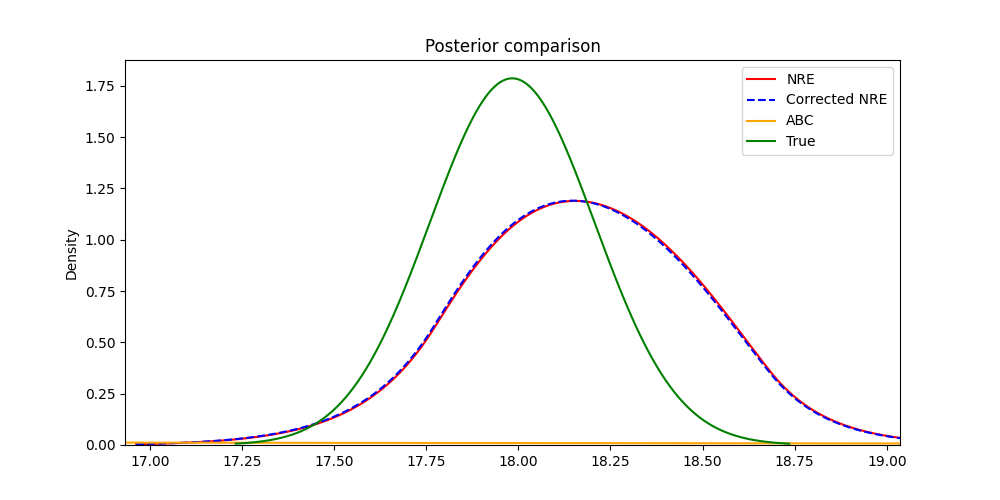 Posterior comparison
NRE
Corrected NRE
ABC
True
Density
1.75
1.50
1.25
1.00
0.75
0.50
0.25
0.00
17.00 17.25 17.50 17.75 18.00 18.25 18.50 18.75 19.00